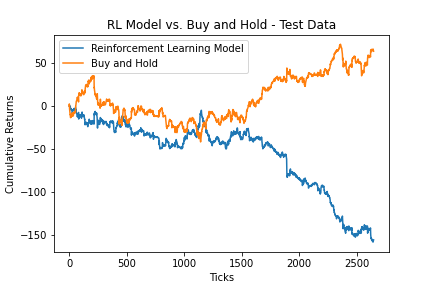 RL Model vs. Buy and Hold - Test Data
Reinforcement Learning Model
Buy and Hold
Cumulative Returns
50
0
−50
−100
−150
0
500
1000
1500
2000
2500
Ticks